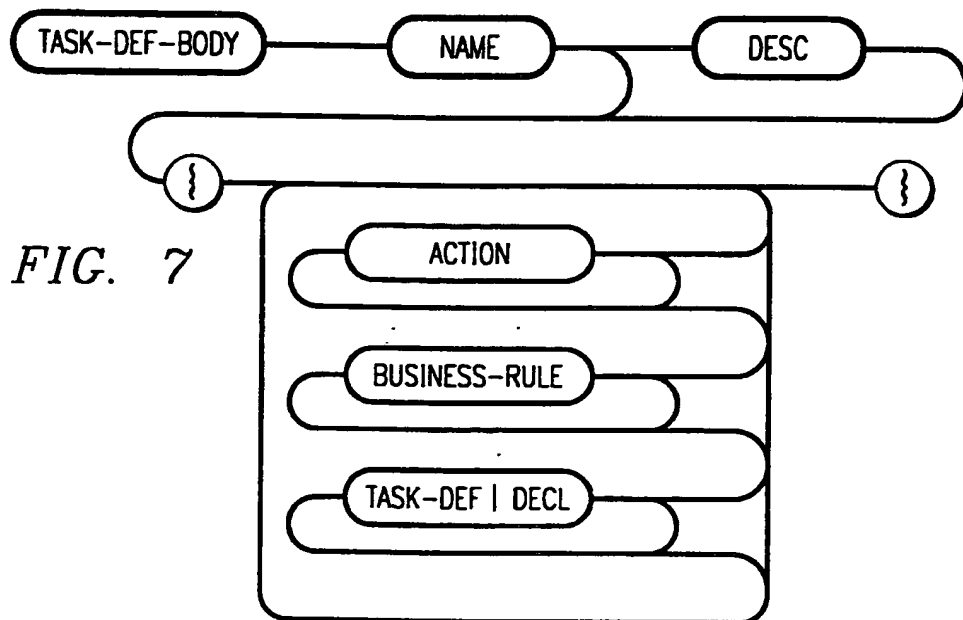 TASK-DEF-BODY NAME DESC
{ }
ACTION
FIG. 7
BUSINESS-RULE
TASK-DEF | DECL